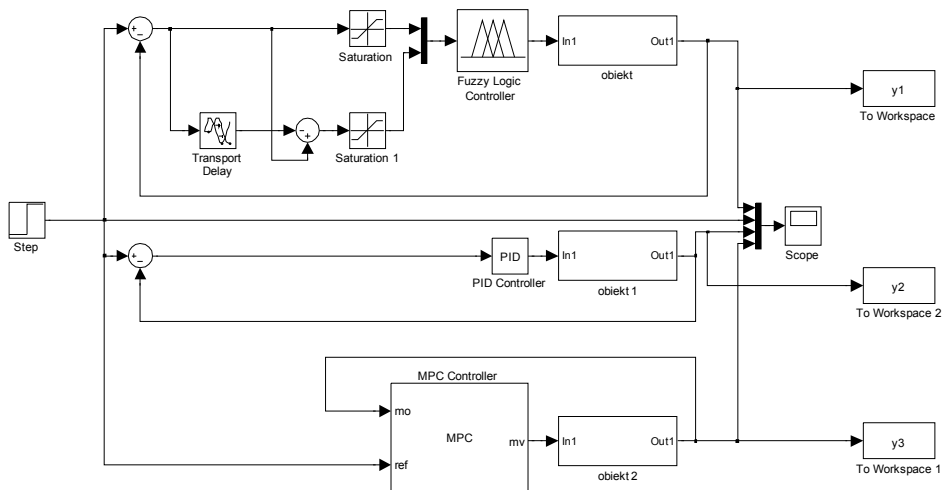 Saturation
Fuzzy Logic
Controller
In1
Out1
obiekt
y1
To Workspace
Transport
Delay
Saturation 1
Step
Scope
PID
PID Controller
In1
Out1
obiekt 1
y2
To Workspace 2
MPC Controller
mo
MPC
mv
ref
In1
Out1
obiekt 2
y3
To Workspace 1